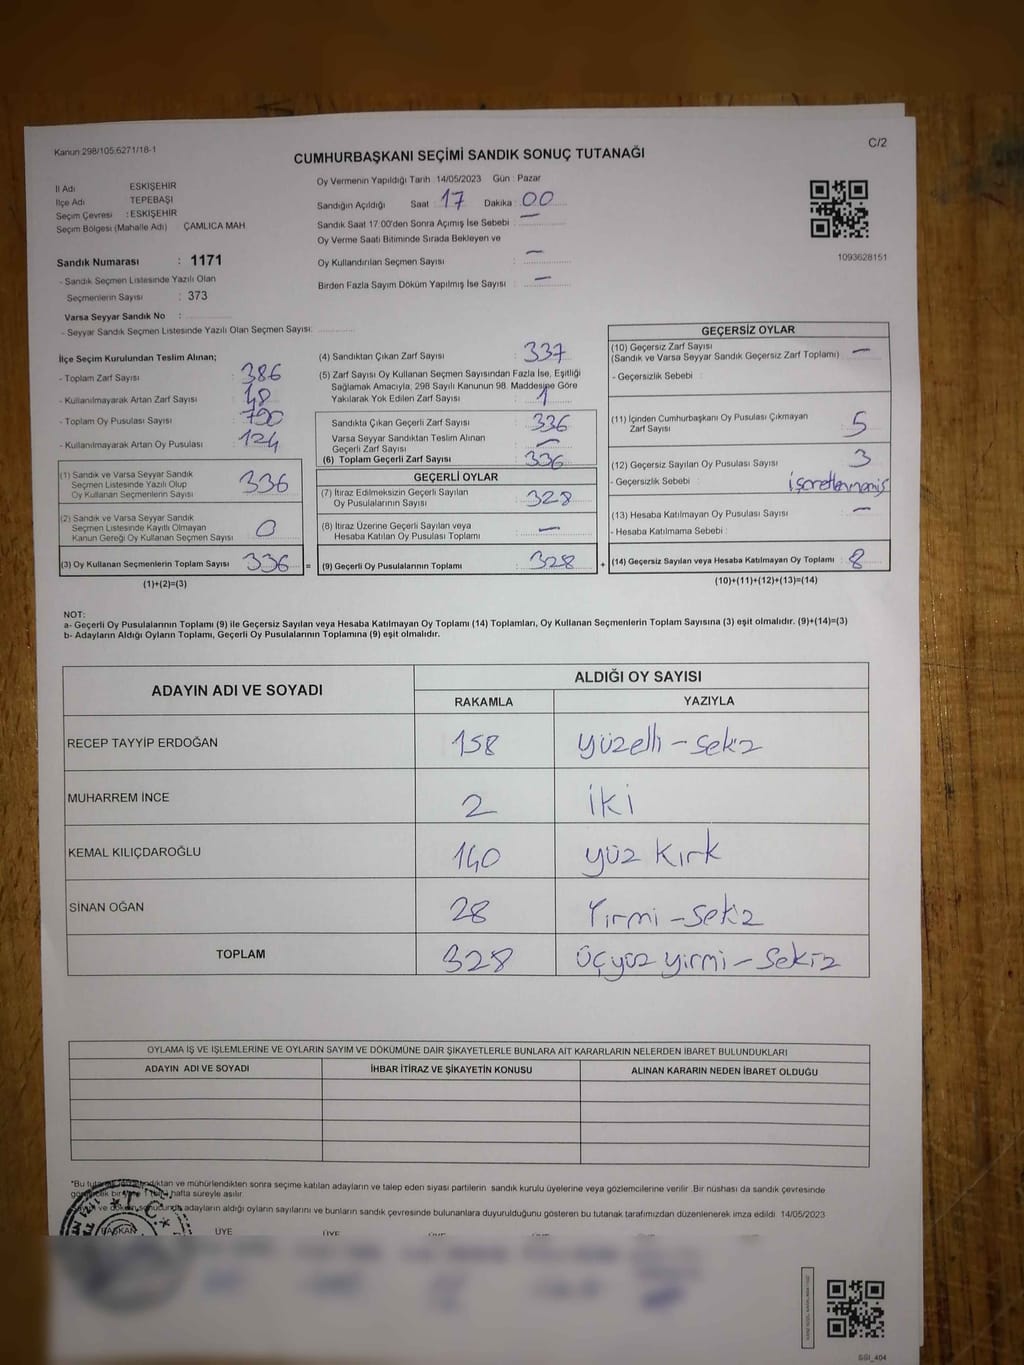 Kanun 298/105,6271/18-1
C/2
CUMHURBAŞKANI SEÇİMİ SANDIK SONUÇ TUTANAĞI
İl Adı ESKİŞEHİR
İlçe Adı TEPEBAŞI
Seçim Çevresi : ESKİŞEHİR
Seçim Bölgesi (Mahalle Adı) ÇAMLICA MAH
Sandık Numarası : 1171
- Sandık Seçmen Listesinde Yazılı Olan
Seçmenlerin Sayısı : 373
Varsa Seyyar Sandık No :
- Seyyar Sandık Seçmen Listesinde Yazılı Olan Seçmen Sayısı:
Oy Vermenin Yapıldığı Tarih : 14/05/2023 Gün : Pazar
Sandığın Açıldığı Saat : 17 Dakika : 00
Sandık Saat 17.00'den Sonra Açımış İse Sebebi : —
Oy Verme Saati Bitiminde Sırada Bekleyen ve
Oy Kullandırılan Seçmen Sayısı : —
Birden Fazla Sayım Döküm Yapılmış İse Sayısı : —
1093628151
İlçe Seçim Kurulundan Teslim Alınan;
- Toplam Zarf Sayısı : 386
- Kullanılmayarak Artan Zarf Sayısı : 48
- Toplam Oy Pusulası Sayısı
- Kullanılmayarak Artan Oy Pusulası : 124
(1) Sandık ve Varsa Seyyar Sandık
Seçmen Listesinde Yazılı Olup
Oy Kullanan Seçmenlerin Sayısı : 336
(2) Sandık ve Varsa Seyyar Sandık
Seçmen Listesinde Kayıtlı Olmayan
Kanun Gereği Oy Kullanan Seçmen Sayısı : 0
(3) Oy Kullanan Seçmenlerin Toplam Sayısı : 336 =
(1)+(2)=(3)
(4) Sandıktan Çıkan Zarf Sayısı : 337
(5) Zarf Sayısı Oy Kullanan Seçmen Sayısından Fazla İse, Eşitliği
Sağlamak Amacıyla, 298 Sayılı Kanunun 98. Maddesine Göre
Yakılarak Yok Edilen Zarf Sayısı : 1
Sandıkta Çıkan Geçerli Zarf Sayısı : 336
Varsa Seyyar Sandıktan Teslim Alınan
Geçerli Zarf Sayısı : —
(6) Toplam Geçerli Zarf Sayısı : 336
GEÇERLİ OYLAR
(7) İtiraz Edilmeksizin Geçerli Sayılan
Oy Pusulalarının Sayısı : 328
(8) İtiraz Üzerine Geçerli Sayılan veya
Hesaba Katılan Oy Pusulası Toplamı : —
(9) Geçerli Oy Pusulalarının Toplamı : 328 +
GEÇERSİZ OYLAR
(10) Geçersiz Zarf Sayısı
(Sandık ve Varsa Seyyar Sandık Geçersiz Zarf Toplamı) : —
- Geçersizlik Sebebi :
(11) İçinden Cumhurbaşkanı Oy Pusulası Çıkmayan
Zarf Sayısı : 5
(12) Geçersiz Sayılan Oy Pusulası Sayısı : 3
- Geçersizlik Sebebi : işaretlenmemiş
(13) Hesaba Katılmayan Oy Pusulası Sayısı : —
- Hesaba Katılmama Sebebi :
(14) Geçersiz Sayılan veya Hesaba Katılmayan Oy Toplamı : 8
(10)+(11)+(12)+(13)=(14)
NOT:
a- Geçerli Oy Pusulalarının Toplamı (9) ile Geçersiz Sayılan veya Hesaba Katılmayan Oy Toplamı (14) Toplamları, Oy Kullanan Seçmenlerin Toplam Sayısına (3) eşit olmalıdır. (9)+(14)=(3)
b- Adayların Aldığı Oyların Toplamı, Geçerli Oy Pusulalarının Toplamına (9) eşit olmalıdır.
ADAYIN ADI VE SOYADI ALDIĞI OY SAYISI
RAKAMLA YAZIYLA
RECEP TAYYİP ERDOĞAN 158 yüzelli-sekiz
MUHARREM İNCE 2 iki
KEMAL KILIÇDAROĞLU 140 yüz kırk
SİNAN OĞAN 28 Yirmi-sekiz
TOPLAM 328 üçyüz yirmi-sekiz
OYLAMA İŞ VE İŞLEMLERİNE VE OYLARIN SAYIM VE DÖKÜMÜNE DAİR ŞİKAYETLERLE BUNLARA AİT KARARLARIN NELERDEN İBARET BULUNDUKLARI
ADAYIN ADI VE SOYADI İHBAR İTİRAZ VE ŞİKAYETİN KONUSU ALINAN KARARIN NEDEN İBARET OLDUĞU
*Bu ve mühürlendikten sonra seçime katılan adayların ve talep eden siyasi partilerin sandık kurulu üyelerine veya gözlemcilerine verilir. Bir nüshası da sandık çevresinde
hafta süreyle asılır.
adayların aldığı oyların sayılarını ve bunların sandık çevresinde bulunanlara duyurulduğunu gösteren bu tutanak tarafımızdan düzenlenerek imza edildi. 14/05/2023
T.C.
BAŞKAN ÜYE ÜYE
SSİ_404